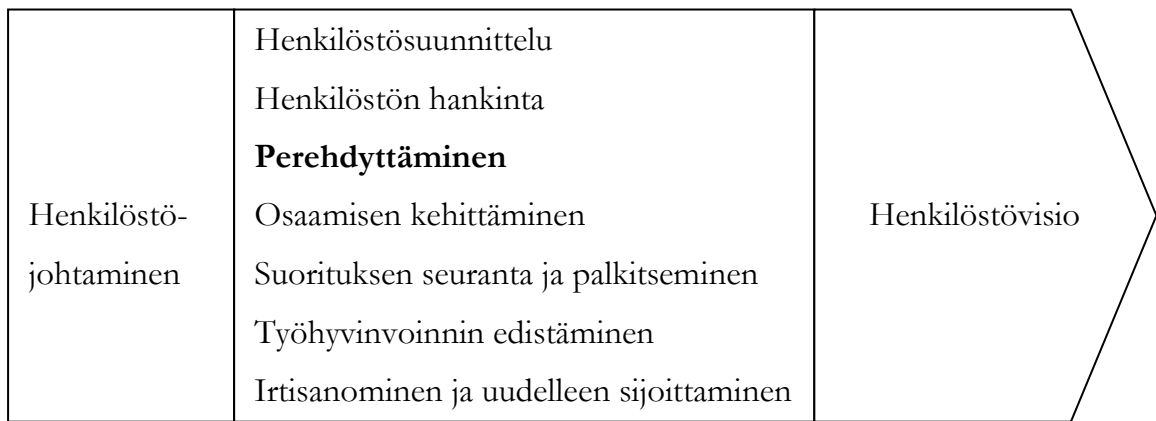 Henkilöstö-
johtaminen
Henkilöstösuunnittelu
Henkilöstön hankinta
Perehdyttäminen
Osaamisen kehittäminen
Suorituksen seuranta ja palkitseminen
Työhyvinvoinnin edistäminen
Irtisanominen ja uudelleen sijoittaminen
Henkilöstövisio